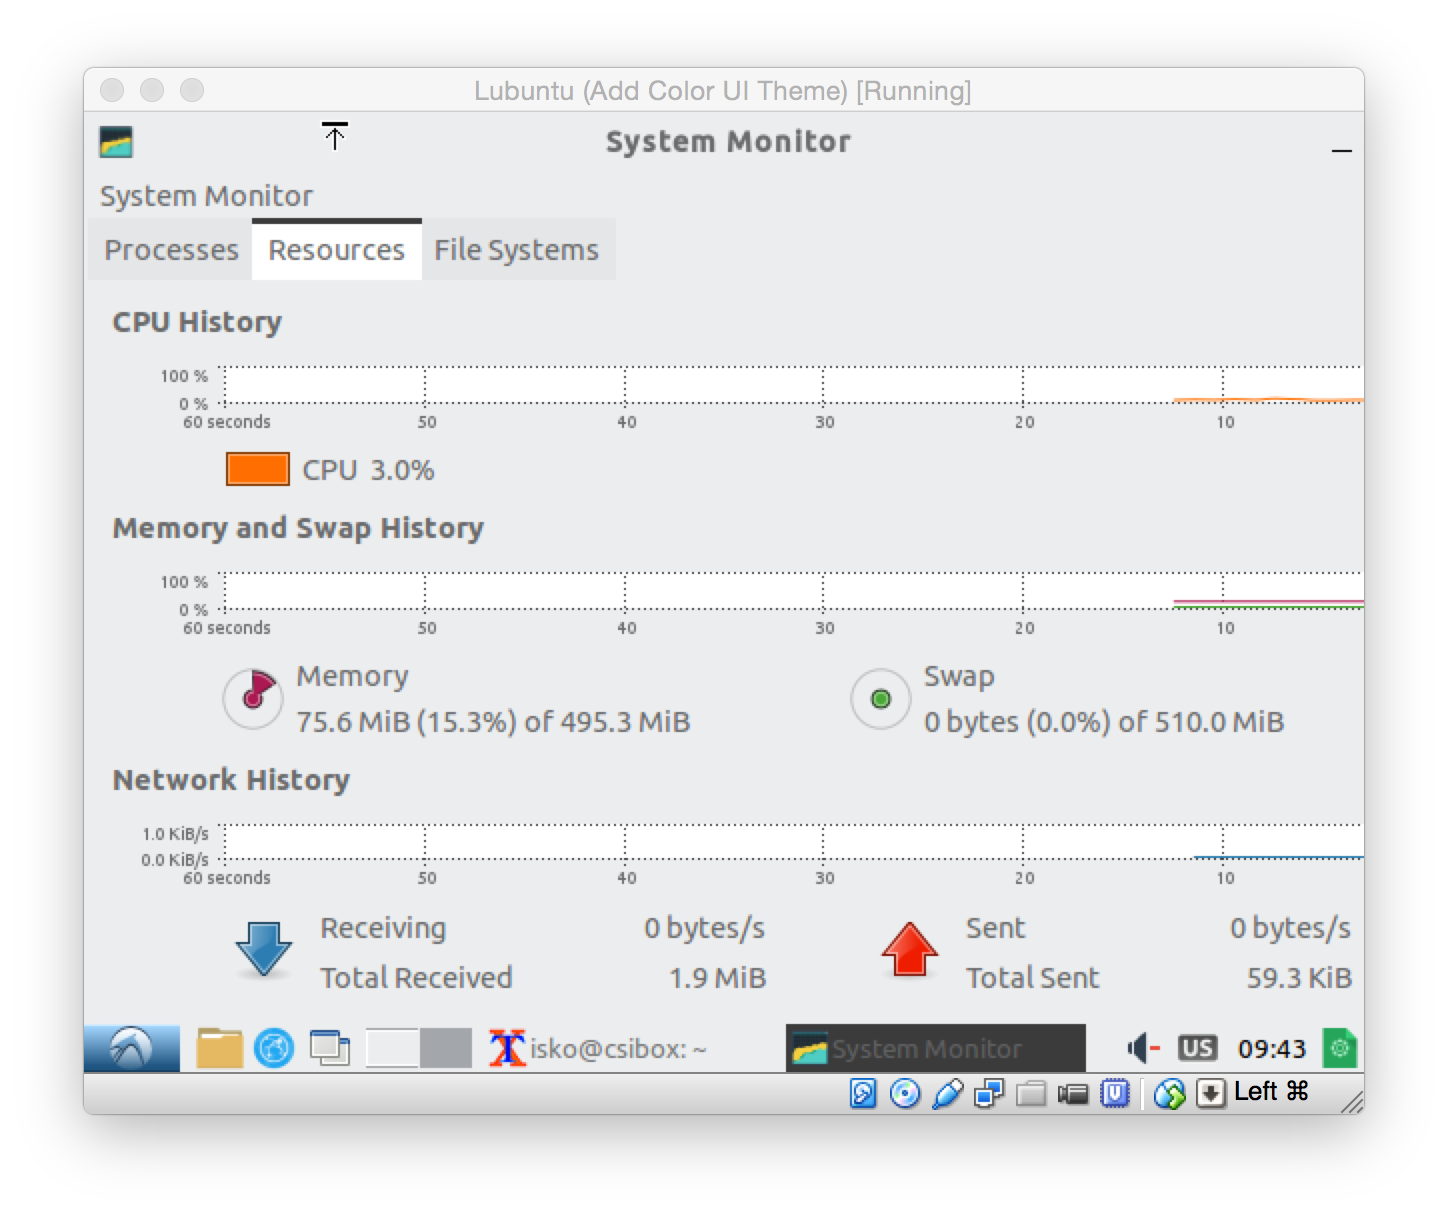 Lubuntu (Add Color UI Theme) [Running]
System Monitor
System Monitor
Processes Resources File Systems
CPU History
100 %
0 %
60 seconds 50 40 30 20 10
CPU 3.0%
Memory and Swap History
100 %
0 %
60 seconds 50 40 30 20 10
Memory Swap
75.6 MiB (15.3%) of 495.3 MiB 0 bytes (0.0%) of 510.0 MiB
Network History
1.0 KiB/s
0.0 KiB/s
60 seconds 50 40 30 20 10
Receiving 0 bytes/s Sent 0 bytes/s
Total Received 1.9 MiB Total Sent 59.3 KiB
isko@csibox: ~ System Monitor US 09:43
Left ⌘